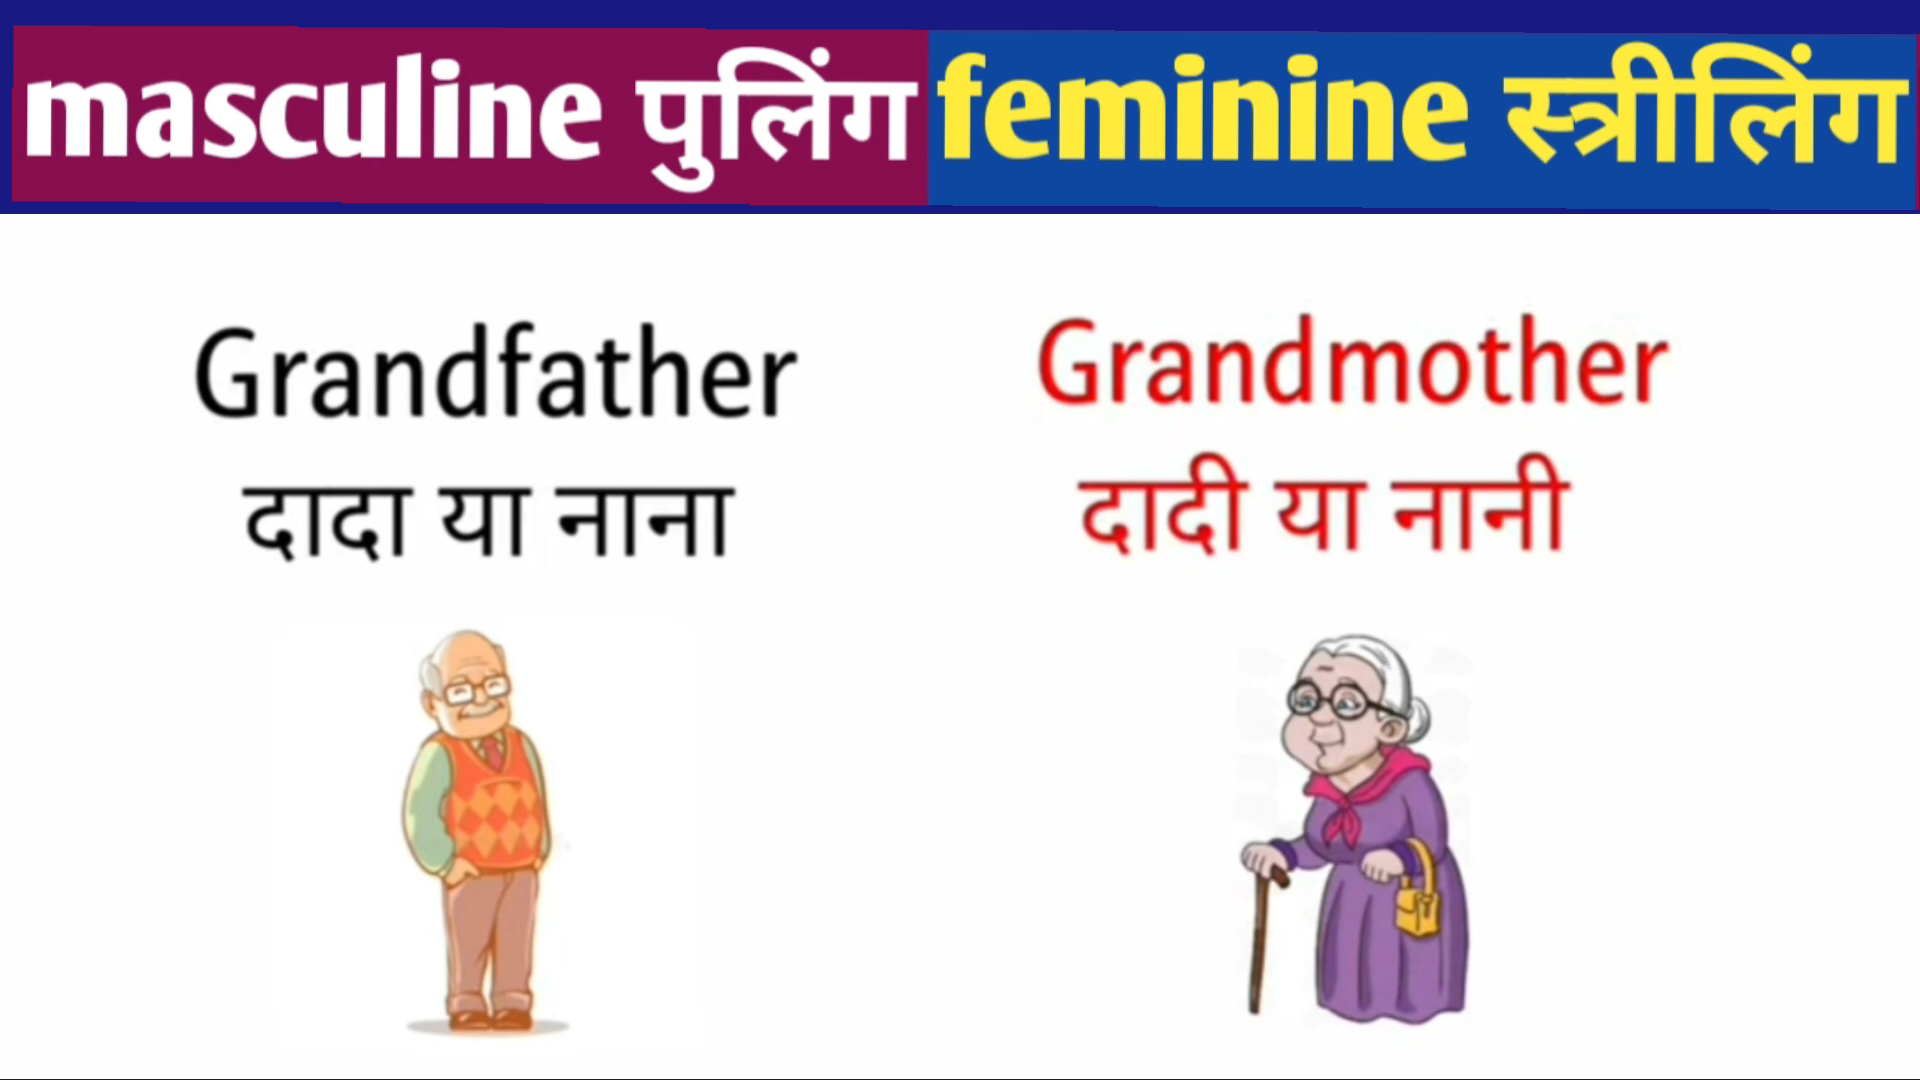 masculine पुलिंग feminine स्त्रीलिंग
Grandfather
दादा या नाना
Grandmother
दादी या नानी